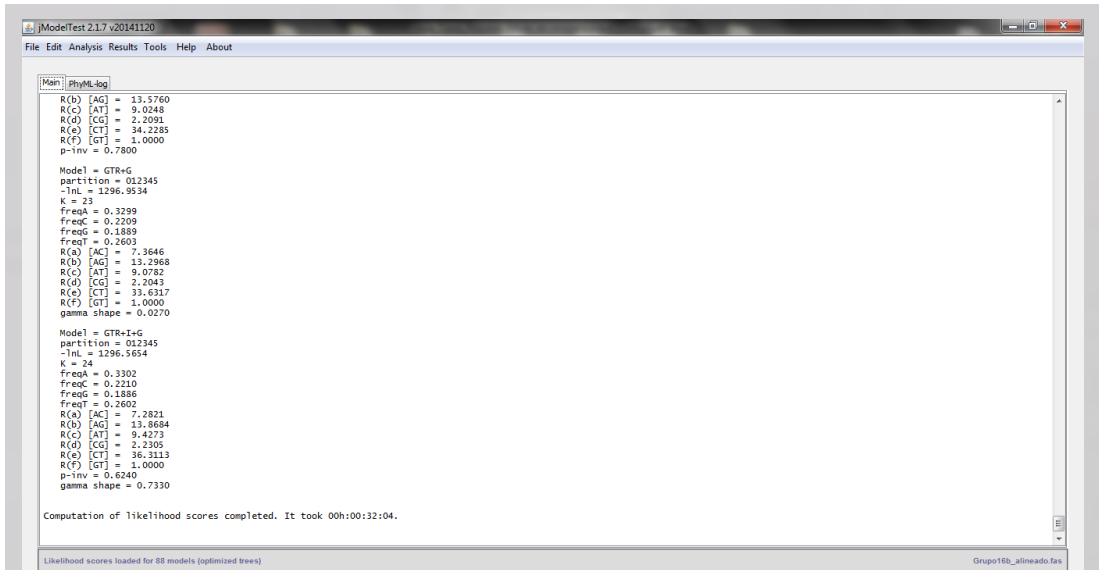 jModelTest 2.1.7 v20141120
File Edit Analysis Results Tools Help About
Main PhyML-log
R(b) [AG] = 13.5760
R(c) [AT] = 9.0248
R(d) [CG] = 2.2091
R(e) [CT] = 34.2285
R(f) [GT] = 1.0000
p-inv = 0.7800
Model = GTR+G
partition = 012345
-lnL = 1296.9534
K = 23
freqA = 0.3299
freqC = 0.2209
freqG = 0.1889
freqT = 0.2603
R(a) [AC] = 7.3646
R(b) [AG] = 13.2968
R(c) [AT] = 9.0782
R(d) [CG] = 2.2043
R(e) [CT] = 33.6317
R(f) [GT] = 1.0000
gamma shape = 0.0270
Model = GTR+I+G
partition = 012345
-lnL = 1296.5654
K = 24
freqA = 0.3302
freqC = 0.2210
freqG = 0.1886
freqT = 0.2602
R(a) [AC] = 7.2821
R(b) [AG] = 13.8684
R(c) [AT] = 9.4273
R(d) [CG] = 2.2305
R(e) [CT] = 36.3113
R(f) [GT] = 1.0000
p-inv = 0.6240
gamma shape = 0.7330
Computation of likelihood scores completed. It took 00h:00:32:04.
Likelihood scores loaded for 88 models (optimized trees) Grupo16b_alineado.fas